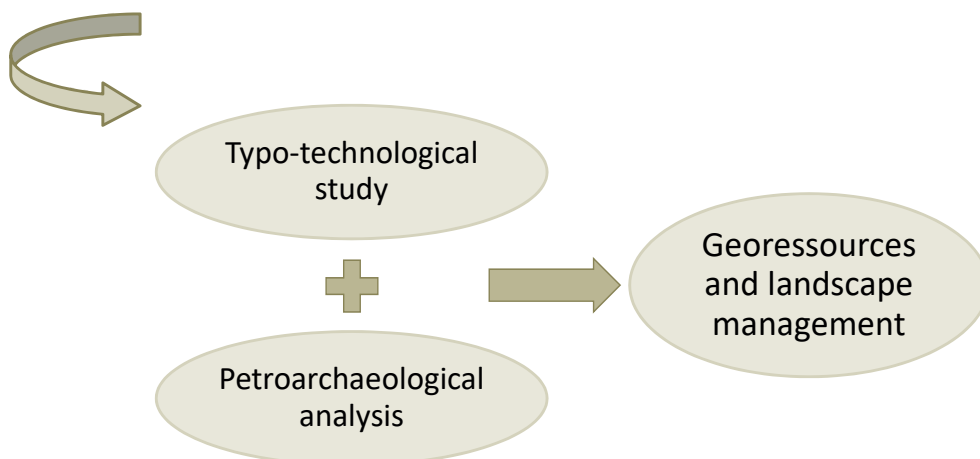 Typo-technological
study
Georessources
and landscape
management
Petroarchaeological
analysis